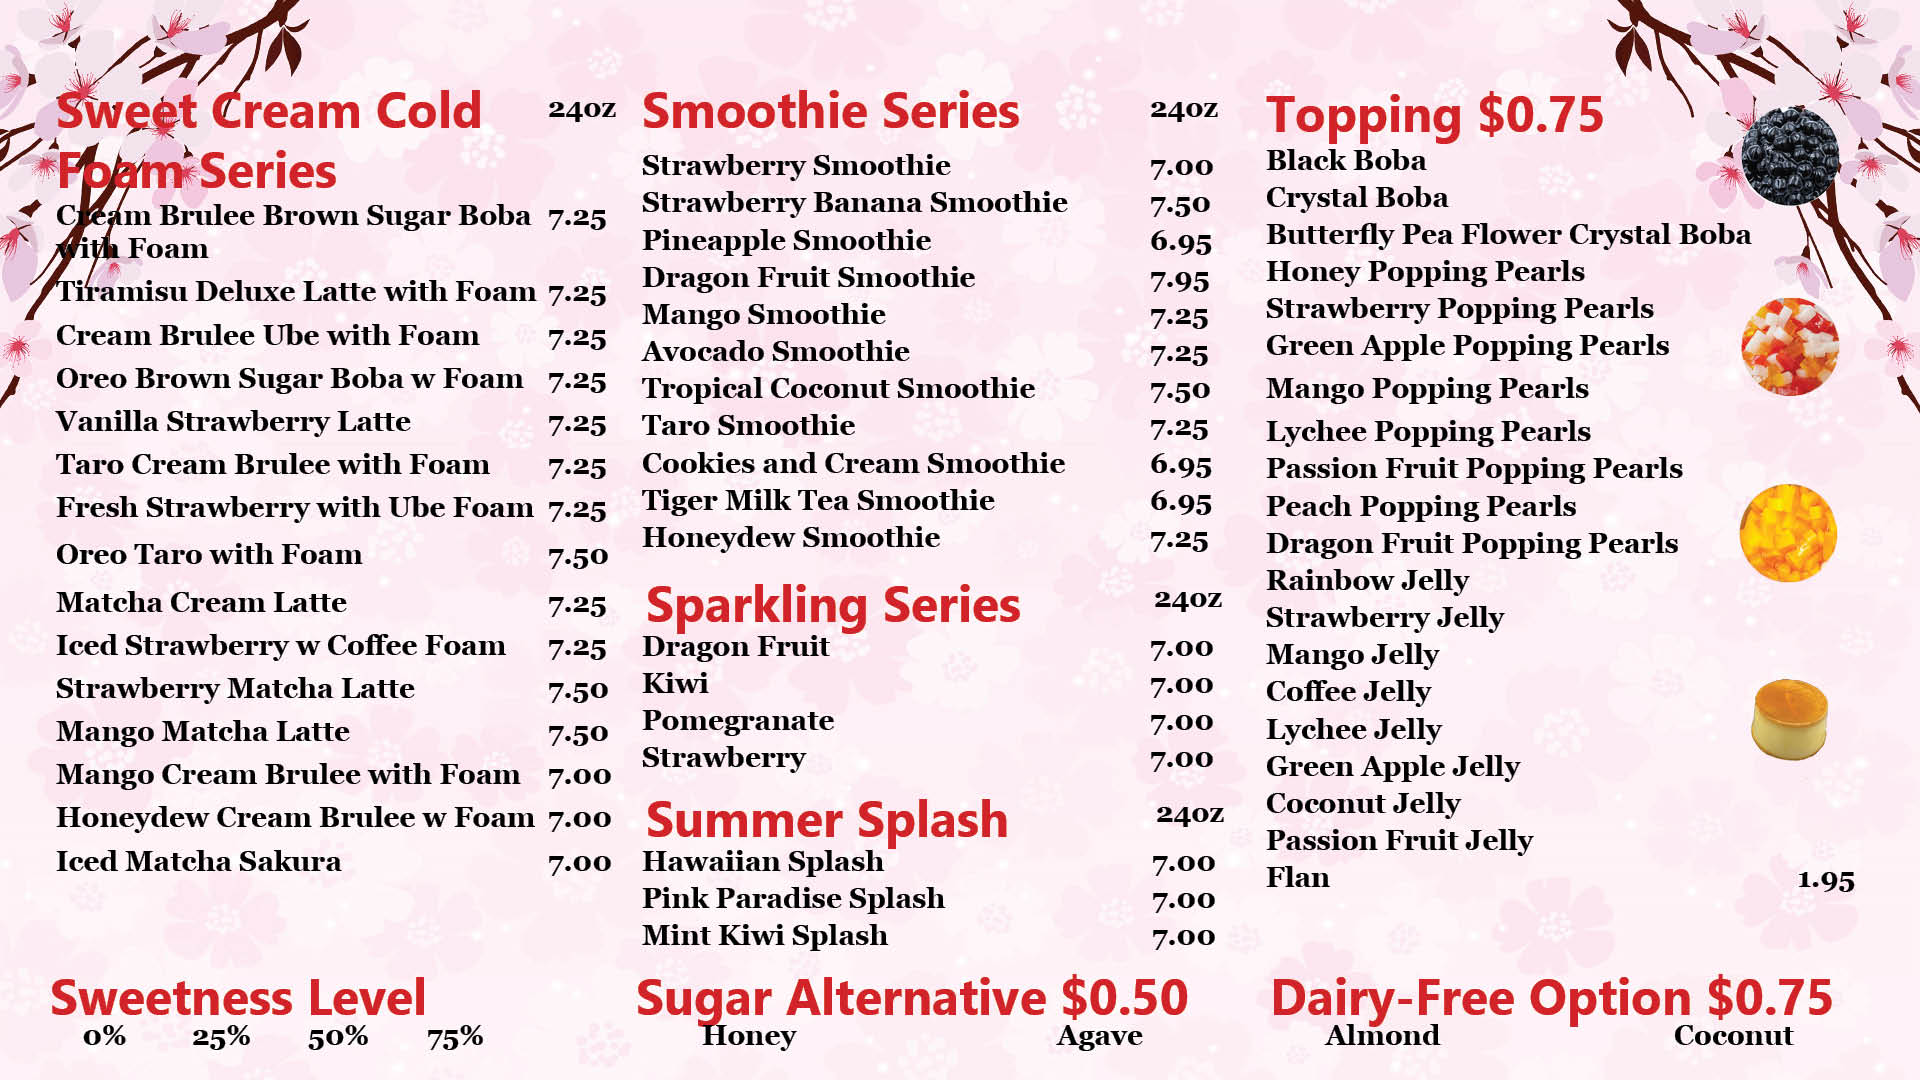 Sweet Cream Cold 24oz
Foam Series
Cream Brulee Brown Sugar Boba 7.25
with Foam
Tiramisu Deluxe Latte with Foam 7.25
Cream Brulee Ube with Foam 7.25
Oreo Brown Sugar Boba w Foam 7.25
Vanilla Strawberry Latte 7.25
Taro Cream Brulee with Foam 7.25
Fresh Strawberry with Ube Foam 7.25
Oreo Taro with Foam 7.50
Matcha Cream Latte 7.25
Iced Strawberry w Coffee Foam 7.25
Strawberry Matcha Latte 7.50
Mango Matcha Latte 7.50
Mango Cream Brulee with Foam 7.00
Honeydew Cream Brulee w Foam 7.00
Iced Matcha Sakura 7.00
Smoothie Series 24oz
Strawberry Smoothie 7.00
Strawberry Banana Smoothie 7.50
Pineapple Smoothie 6.95
Dragon Fruit Smoothie 7.95
Mango Smoothie 7.25
Avocado Smoothie 7.25
Tropical Coconut Smoothie 7.50
Taro Smoothie 7.25
Cookies and Cream Smoothie 6.95
Tiger Milk Tea Smoothie 6.95
Honeydew Smoothie 7.25
Sparkling Series 24oz
Dragon Fruit 7.00
Kiwi 7.00
Pomegranate 7.00
Strawberry 7.00
Summer Splash 24oz
Hawaiian Splash 7.00
Pink Paradise Splash 7.00
Mint Kiwi Splash 7.00
Topping $0.75
Black Boba
Crystal Boba
Butterfly Pea Flower Crystal Boba
Honey Popping Pearls
Strawberry Popping Pearls
Green Apple Popping Pearls
Mango Popping Pearls
Lychee Popping Pearls
Passion Fruit Popping Pearls
Peach Popping Pearls
Dragon Fruit Popping Pearls
Rainbow Jelly
Strawberry Jelly
Mango Jelly
Coffee Jelly
Lychee Jelly
Green Apple Jelly
Coconut Jelly
Passion Fruit Jelly
Flan 1.95
Sweetness Level
0% 25% 50% 75%
Sugar Alternative $0.50
Honey Agave
Dairy-Free Option $0.75
Almond Coconut